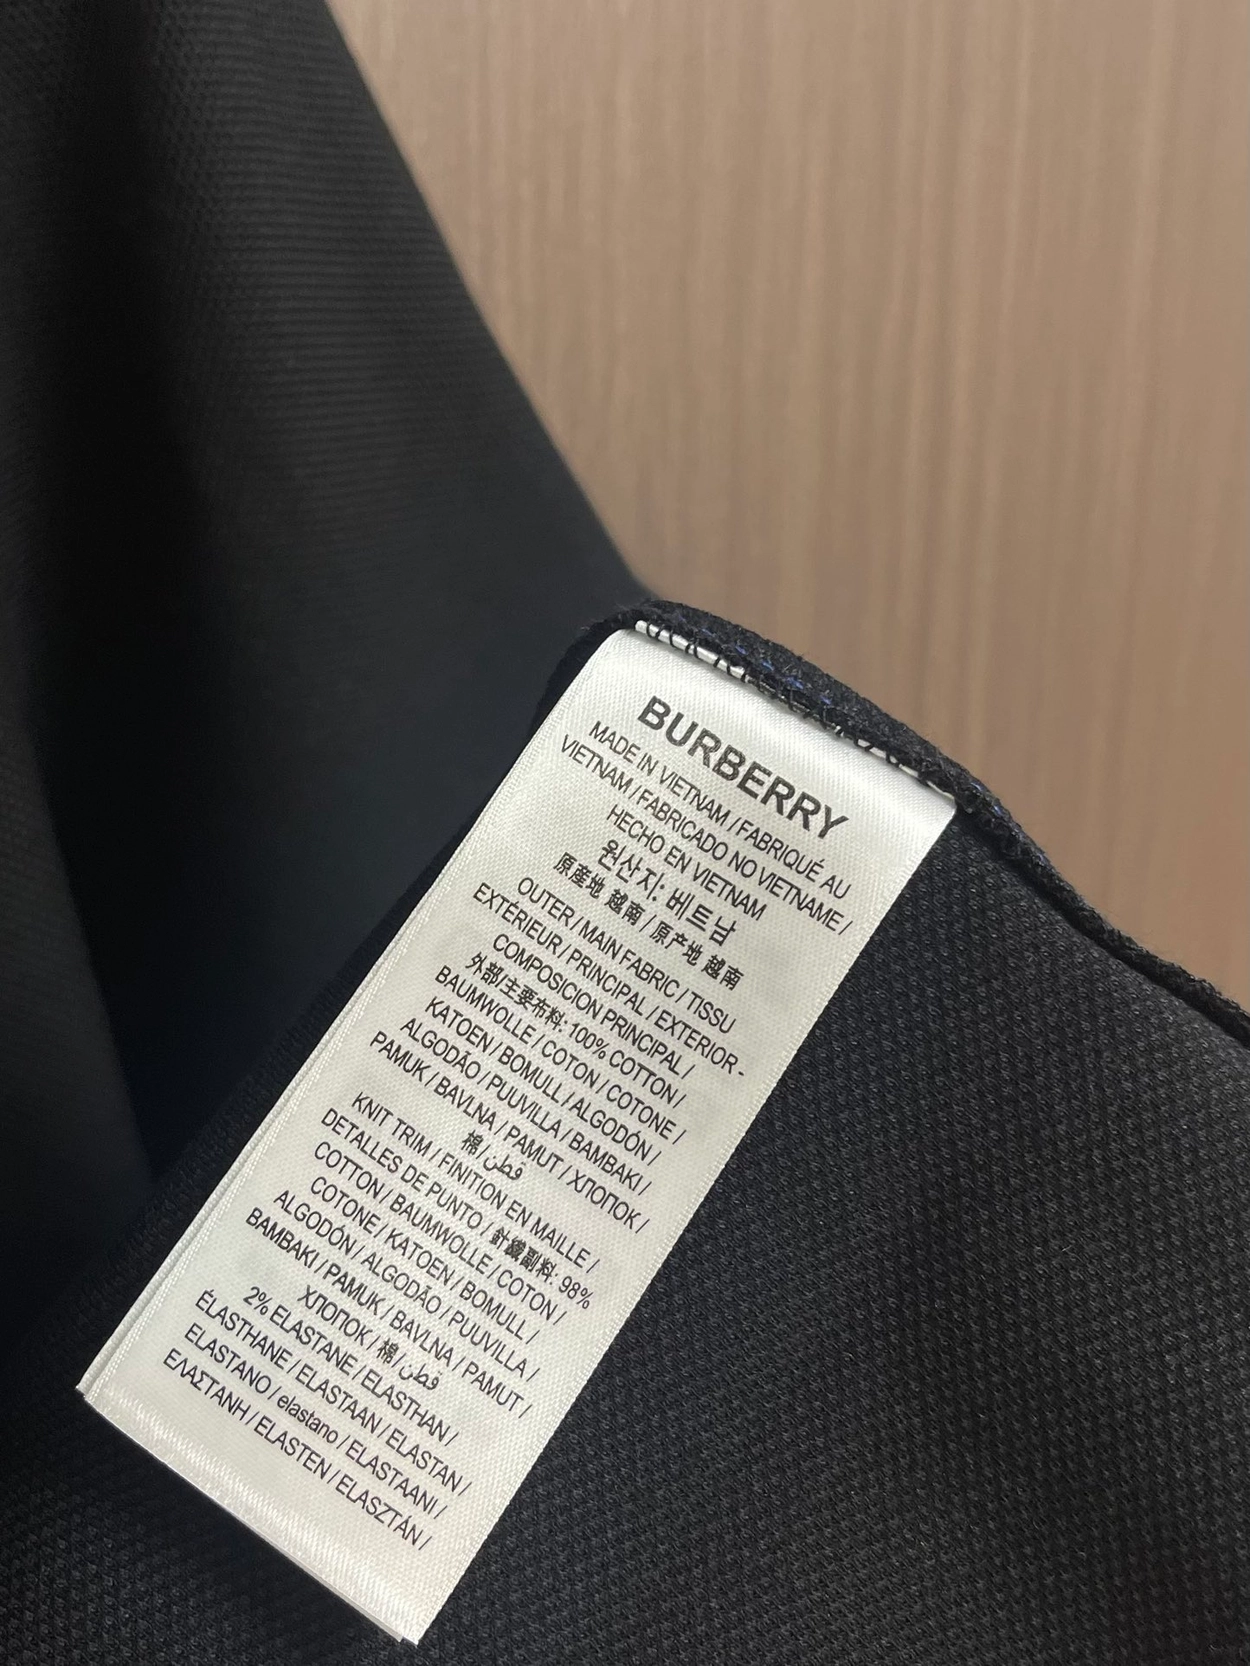 BURBERRY
MADE IN VIETNAM / FABRIQUÉ AU
VIETNAM / FABRICADO NO VIETNAME /
HECHO EN VIETNAM
원산지: 베트남
原產地 越南 / 原产地 越南
OUTER / MAIN FABRIC / TISSU
EXTÉRIEUR / PRINCIPAL / EXTERIOR -
COMPOSICION PRINCIPAL /
外部/主要布料: 100% COTTON /
BAUMWOLLE / COTON / COTONE /
KATOEN / BOMULL / ALGODÓN /
ALGODÃO / PUUVILLA / BAMBAKI /
PAMUK / BAVLNA / PAMUT / ХЛОПОК /
棉/قطن
KNIT TRIM / FINITION EN MAILLE /
DETALLES DE PUNTO / 針織副料: 98%
COTTON / BAUMWOLLE / COTON /
COTONE / KATOEN / BOMULL /
ALGODÓN / ALGODÃO / PUUVILLA /
BAMBAKI / PAMUK / BAVLNA / PAMUT /
ХЛОПОК / 棉/قطن
2% ELASTANE / ELASTHAN /
ÉLASTHANE / ELASTAAN / ELASTAN /
ELASTANO / elastano / ELASTAANI /
ΕΛΑΣΤΑΝΗ / ELASTEN / ELASZTÁN /